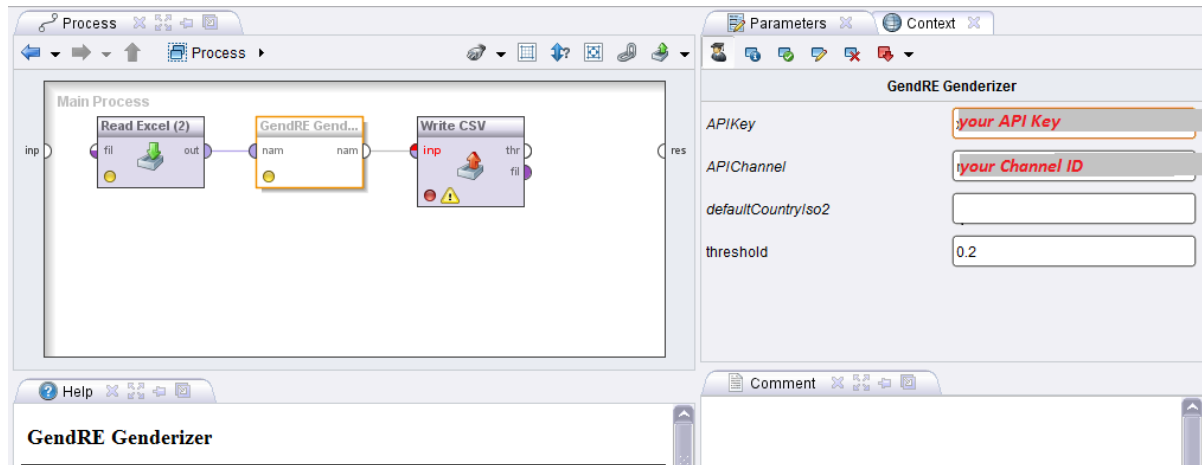 Process
Parameters
Context
Process
GendRE Genderizer
Main Process
Read Excel (2)
GendRE Gend...
Write CSV
inp
fil
out
nam
nam
inp
thr
fil
res
APIKey
your API Key
APIChannel
your Channel ID
defaultCountryIso2
threshold
0.2
Help
Comment
GendRE Genderizer